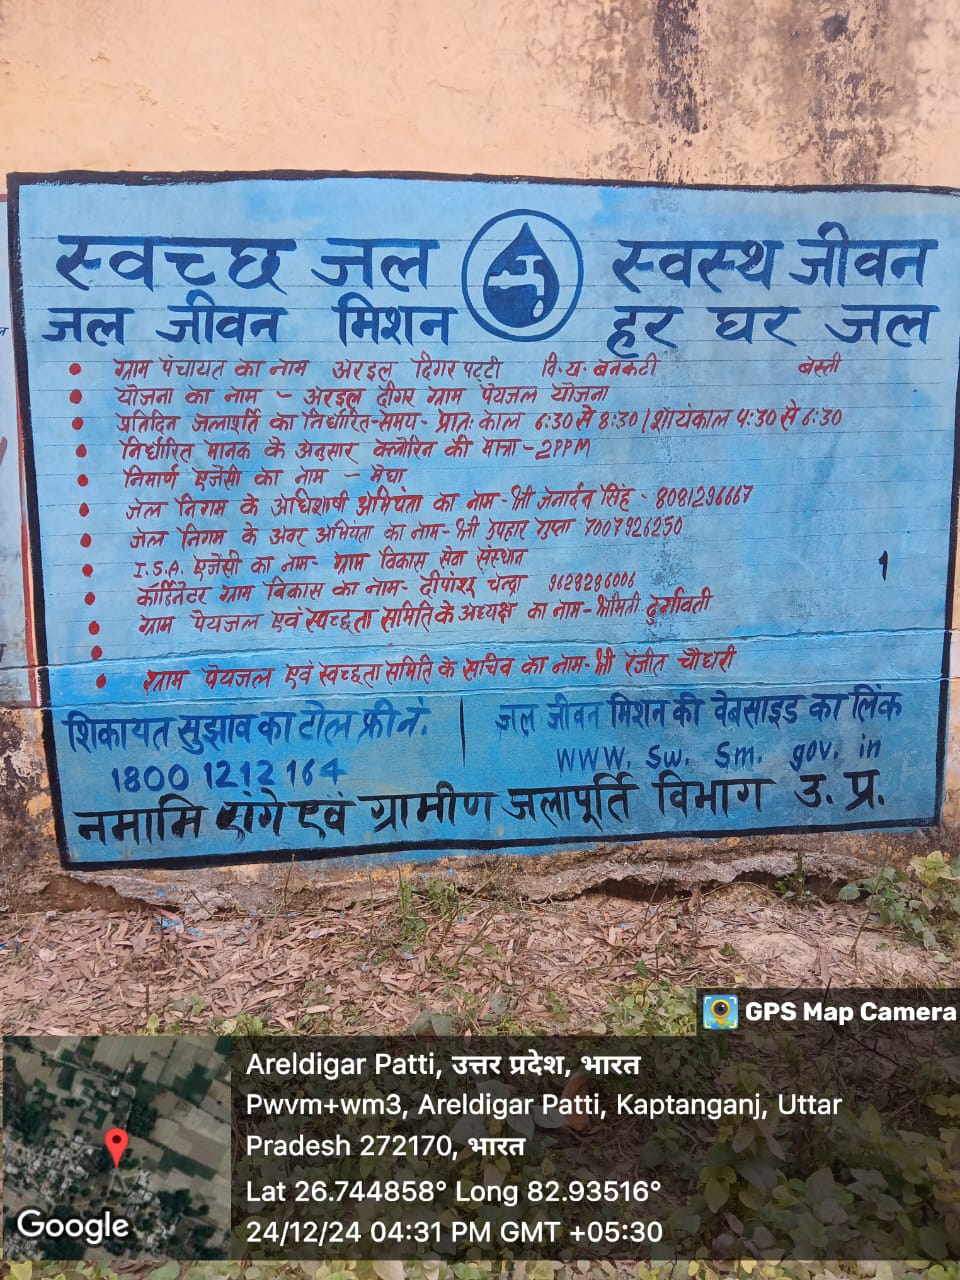 स्वच्छ जल स्वस्थ जीवन
जल जीवन मिशन हर घर जल
ग्राम पंचायत का नाम अरइल दिगर पट्टी वि.ख. बनकटी बस्ती
योजना का नाम - अरइल दीगर ग्राम पेयजल योजना
प्रतिदिन जलापूर्ति का निर्धारित-समय- प्रातः काल 6:30 से 8:30 / शायंकाल 4:30 से 6:30
निर्धारित मानक के अनुसार क्लोरिन की मात्रा - 2PPM
निमार्ण एजेंसी का नाम - मेघा
जल निगम के अधिशाषी अभियंता का नाम - श्री जनार्दन सिंह - 8081296667
जल निगम के अवर अभियंता का नाम - श्री उपहार गुप्ता 7007926250
I.S.A. एजेंसी का नाम - ग्राम विकास सेवा संस्थान
कॉर्डिनेटर ग्राम विकास का नाम - दीपांशू चन्द्रा 9629286006
ग्राम पेयजल एवं स्वच्छता समिति के अध्यक्ष का नाम - श्रीमती दुर्गावती
ग्राम पेयजल एवं स्वच्छता समिति के सचिव का नाम - श्री रंजीत चौधरी
शिकायत सुझाव का टोल फ्री नं. जल जीवन मिशन की वेबसाइड का लिंक
1800 1212 164 WWW. Sw. Sm. gov. in
नमामि गंगे एवं ग्रामीण जलापूर्ति विभाग उ. प्र.
GPS Map Camera
Areldigar Patti, उत्तर प्रदेश, भारत
Pwvm+wm3, Areldigar Patti, Kaptanganj, Uttar
Pradesh 272170, भारत
Lat 26.744858° Long 82.93516°
24/12/24 04:31 PM GMT +05:30
Google